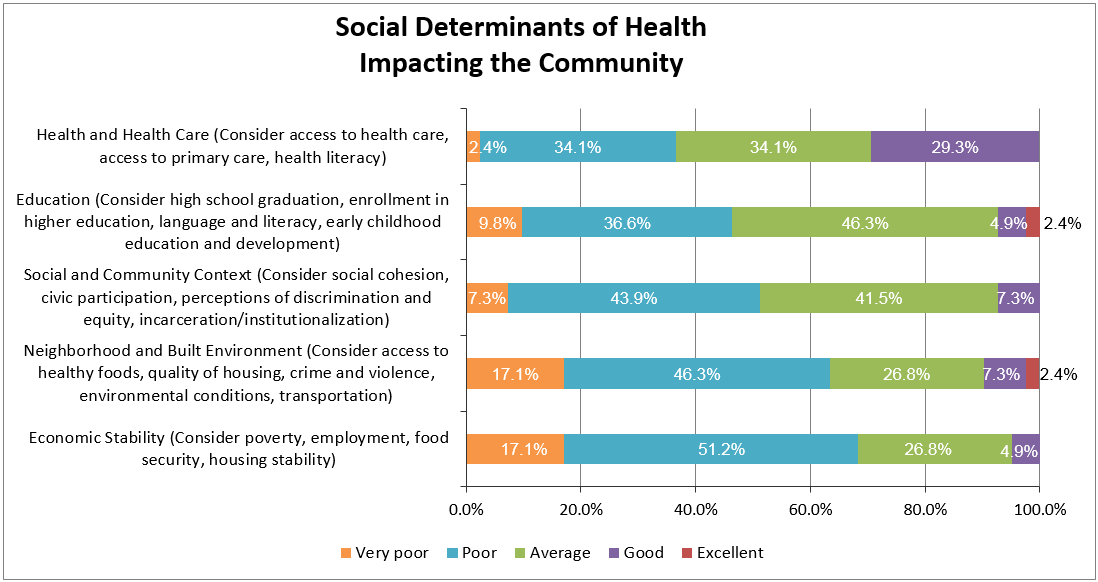 Social Determinants of Health
Impacting the Community
Health and Health Care (Consider access to health care,
access to primary care, health literacy)
2.4% 34.1% 34.1% 29.3%
Education (Consider high school graduation, enrollment in
higher education, language and literacy, early childhood
education and development)
9.8% 36.6% 46.3% 4.9% 2.4%
Social and Community Context (Consider social cohesion,
civic participation, perceptions of discrimination and
equity, incarceration/institutionalization)
7.3% 43.9% 41.5% 7.3%
Neighborhood and Built Environment (Consider access to
healthy foods, quality of housing, crime and violence,
environmental conditions, transportation)
17.1% 46.3% 26.8% 7.3% 2.4%
Economic Stability (Consider poverty, employment, food
security, housing stability)
17.1% 51.2% 26.8% 4.9%
0.0% 20.0% 40.0% 60.0% 80.0% 100.0%
Very poor Poor Average Good Excellent